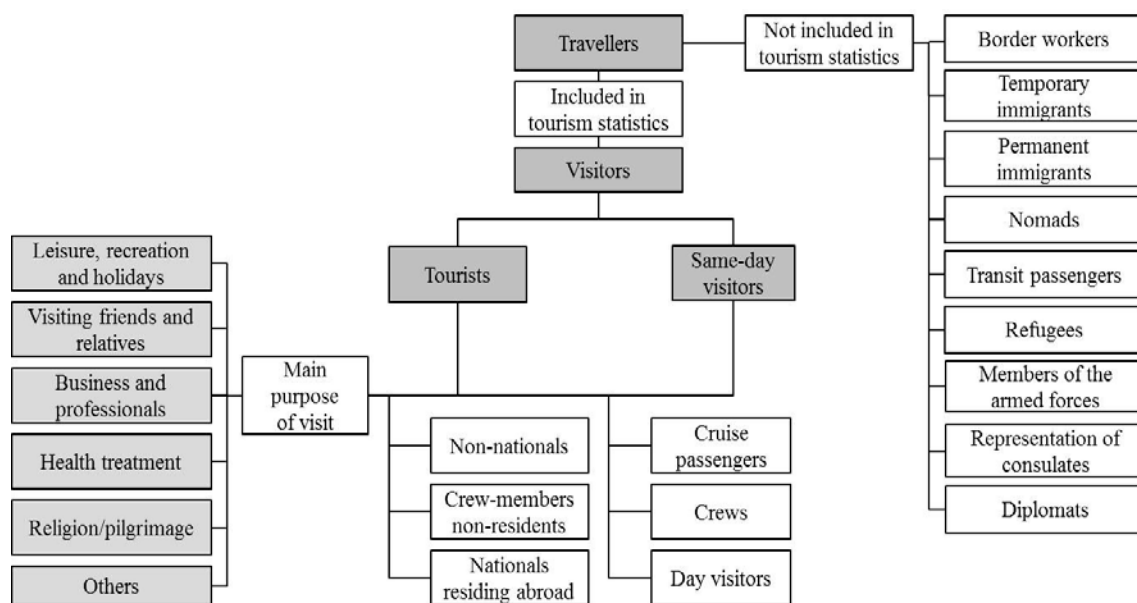 Travellers
Not included in
tourism statistics
Included in
tourism statistics
Visitors
Tourists
Same-day
visitors
Main
purpose
of visit
Leisure, recreation
and holidays
Visiting friends and
relatives
Business and
professionals
Health treatment
Religion/pilgrimage
Others
Non-nationals
Crew-members
non-residents
Nationals
residing abroad
Cruise
passengers
Crews
Day visitors
Border workers
Temporary
immigrants
Permanent
immigrants
Nomads
Transit passengers
Refugees
Members of the
armed forces
Representation of
consulates
Diplomats